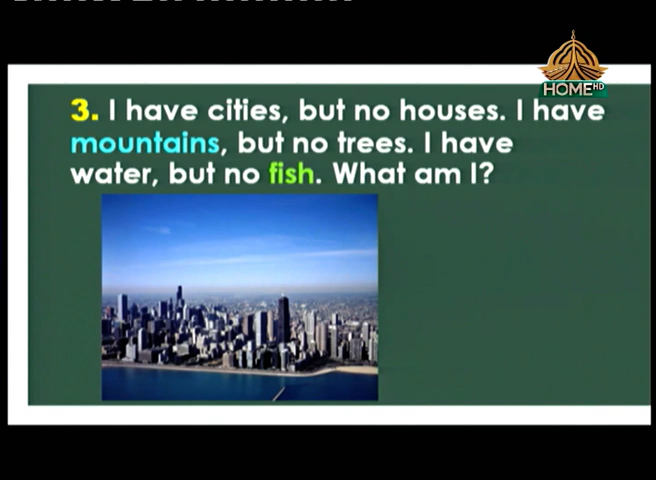 HOME HD
3. I have cities, but no houses. I have
mountains, but no trees. I have
water, but no fish. What am I?